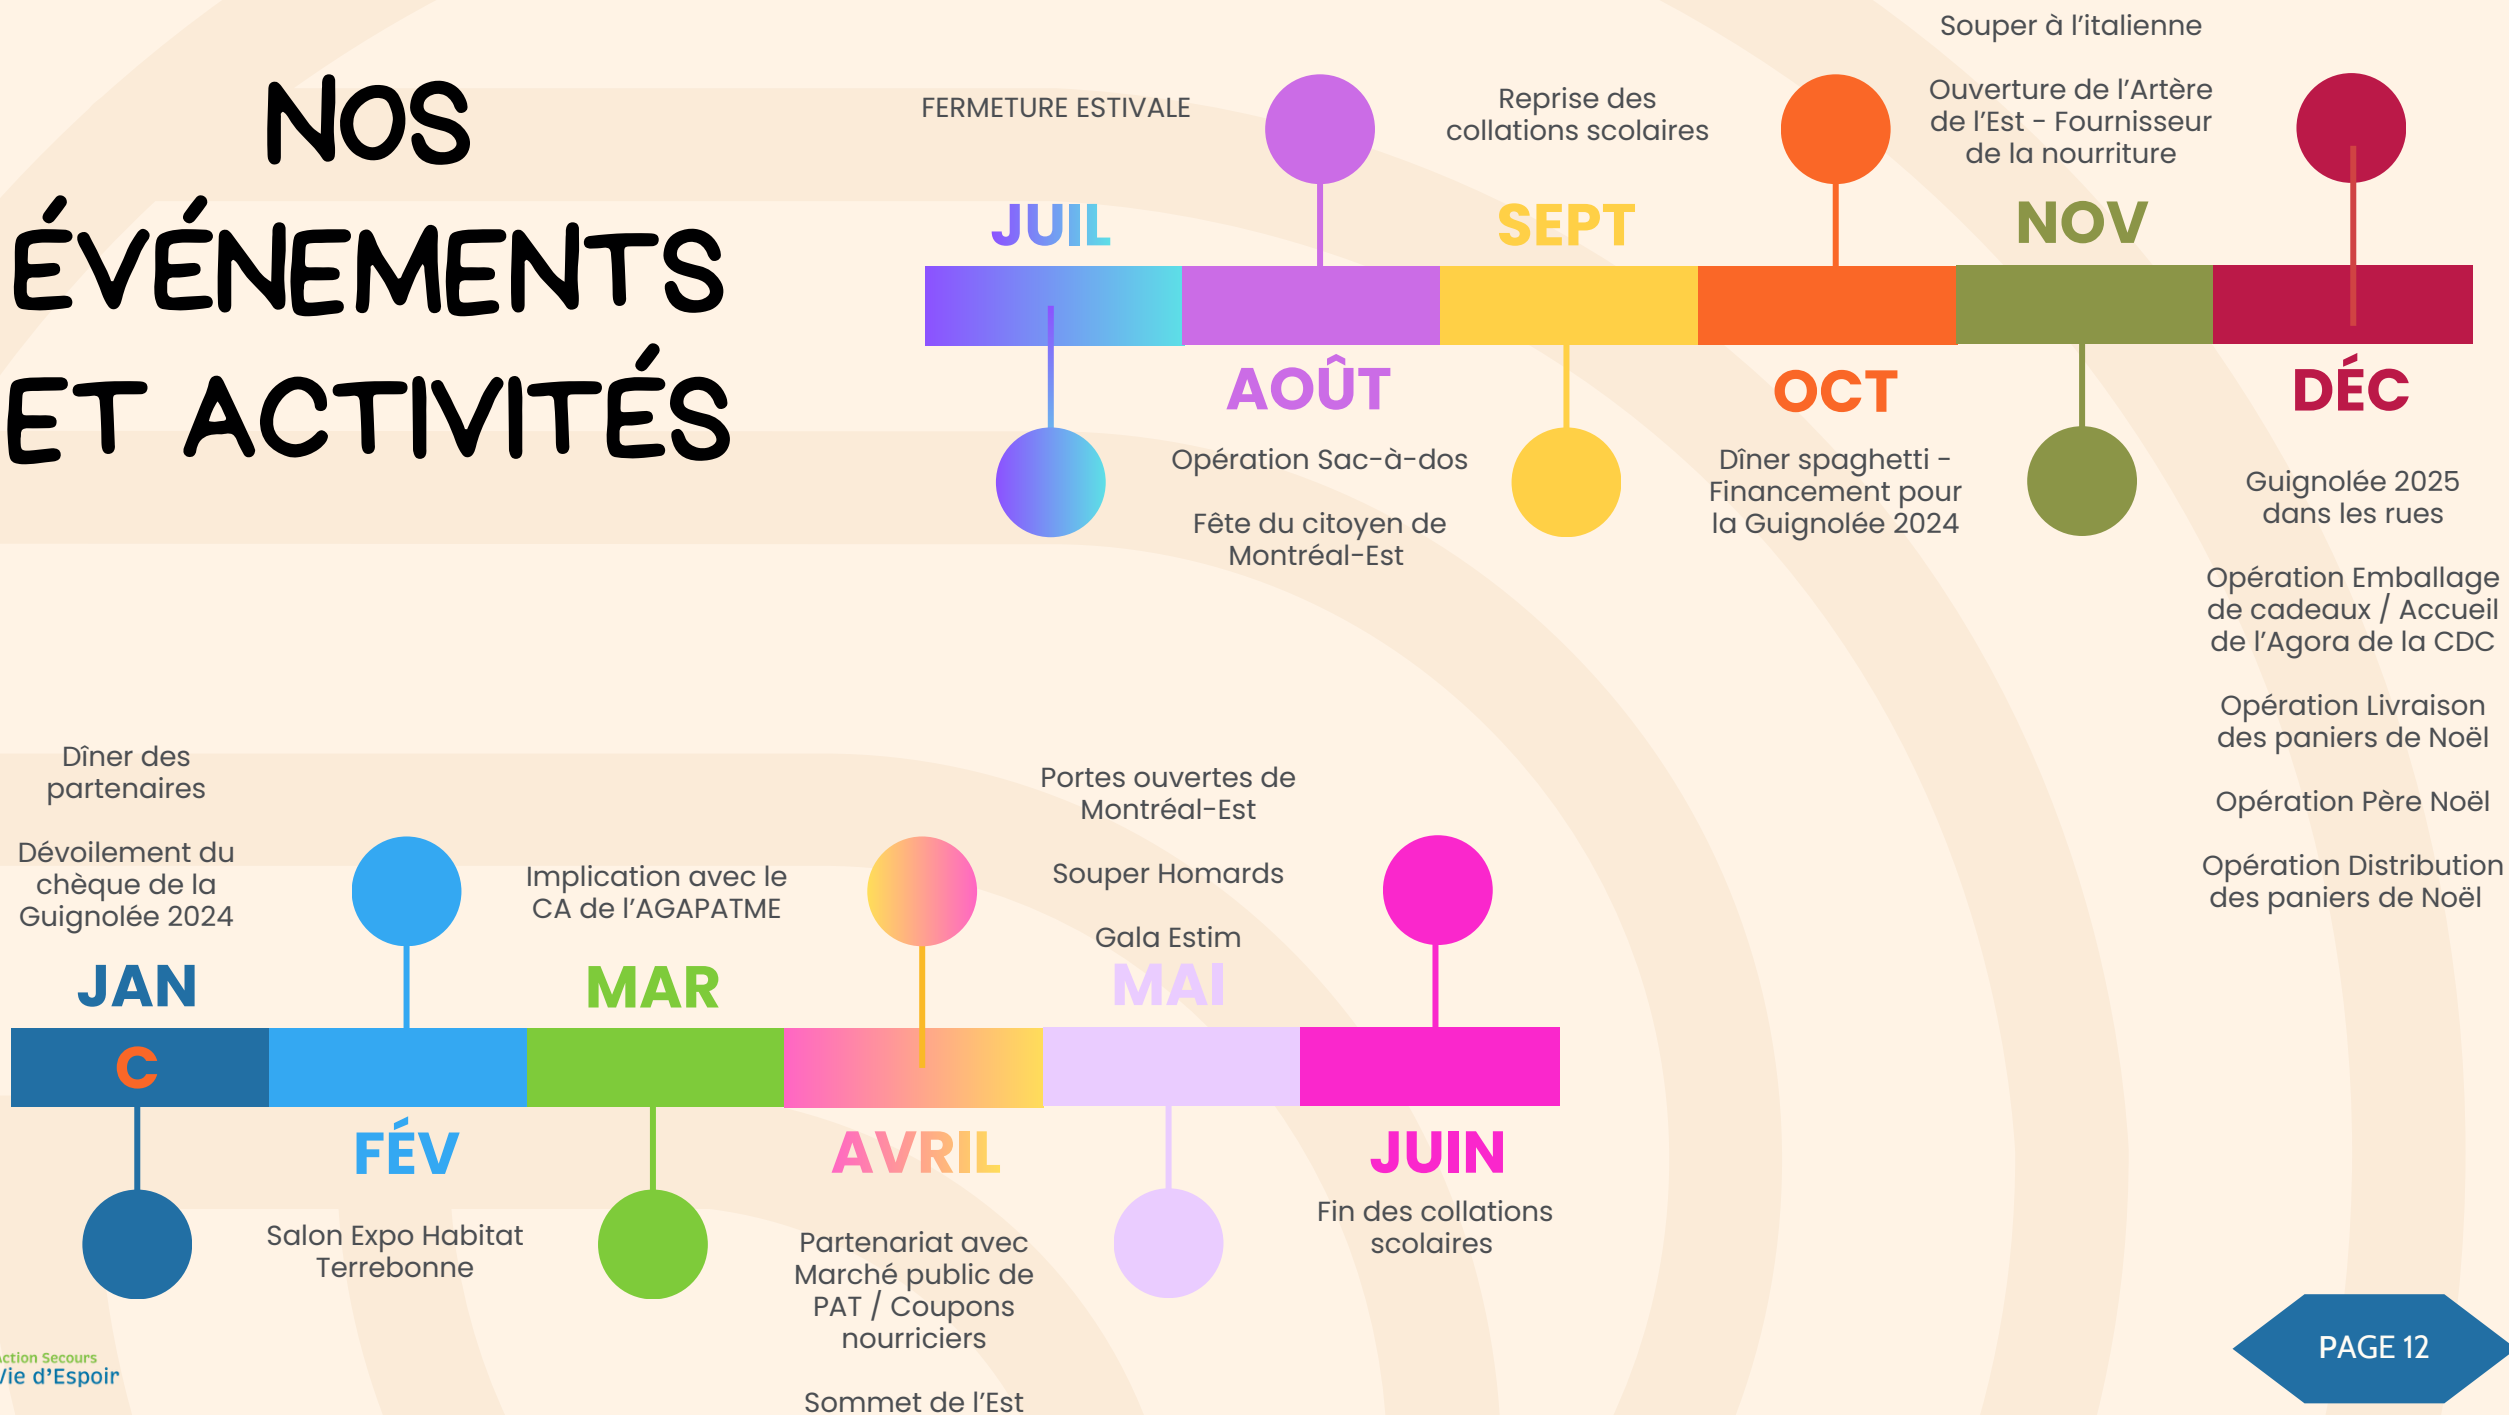 NOS
ÉVÉNEMENTS
ET ACTIVITÉS
FERMETURE ESTIVALE
JUIL
AOÛT
Opération Sac-à-dos
Fête du citoyen de
Montréal-Est
Reprise des
collations scolaires
SEPT
OCT
Dîner spaghetti -
Financement pour
la Guignolée 2024
Souper à l'italienne
Ouverture de l'Artère
de l'Est - Fournisseur
de la nourriture
NOV
DÉC
Guignolée 2025
dans les rues
Opération Emballage
de cadeaux / Accueil
de l'Agora de la CDC
Opération Livraison
des paniers de Noël
Opération Père Noël
Opération Distribution
des paniers de Noël
Dîner des
partenaires
Dévoilement du
chèque de la
Guignolée 2024
JAN
C
FÉV
Salon Expo Habitat
Terrebonne
Implication avec le
CA de l'AGAPATME
MAR
AVRIL
Partenariat avec
Marché public de
PAT / Coupons
nourriciers
Sommet de l'Est
Portes ouvertes de
Montréal-Est
Souper Homards
Gala Estim
MAI
JUIN
Fin des collations
scolaires
Action Secours
Vie d'Espoir
PAGE 12